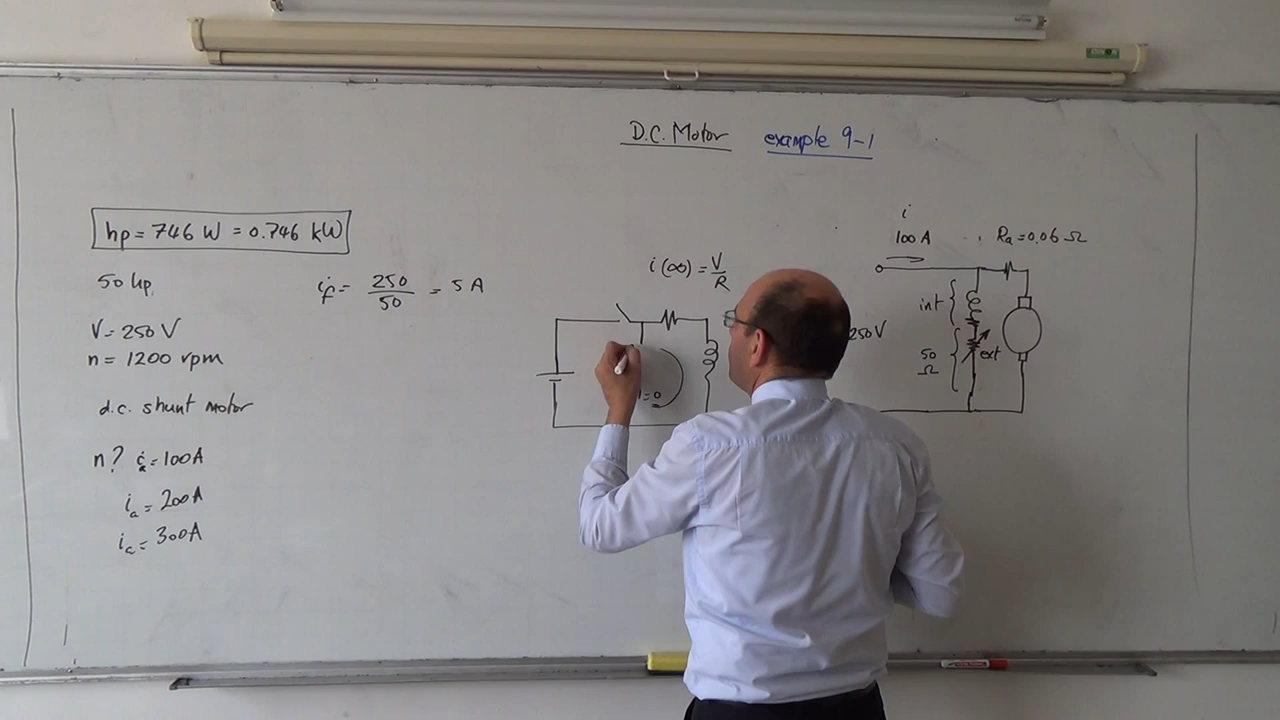 D.C. Motor example 9-1
hp = 746 W = 0.746 kW
50 hp
V = 250 V
n = 1200 rpm
d.c. shunt motor
n? ia = 100A
ia = 200A
ia = 300A
if = 250/50 = 5 A
i(∞) = V/R
i
100 A
Ra = 0.06 Ω
int
250V
50 Ω
ext